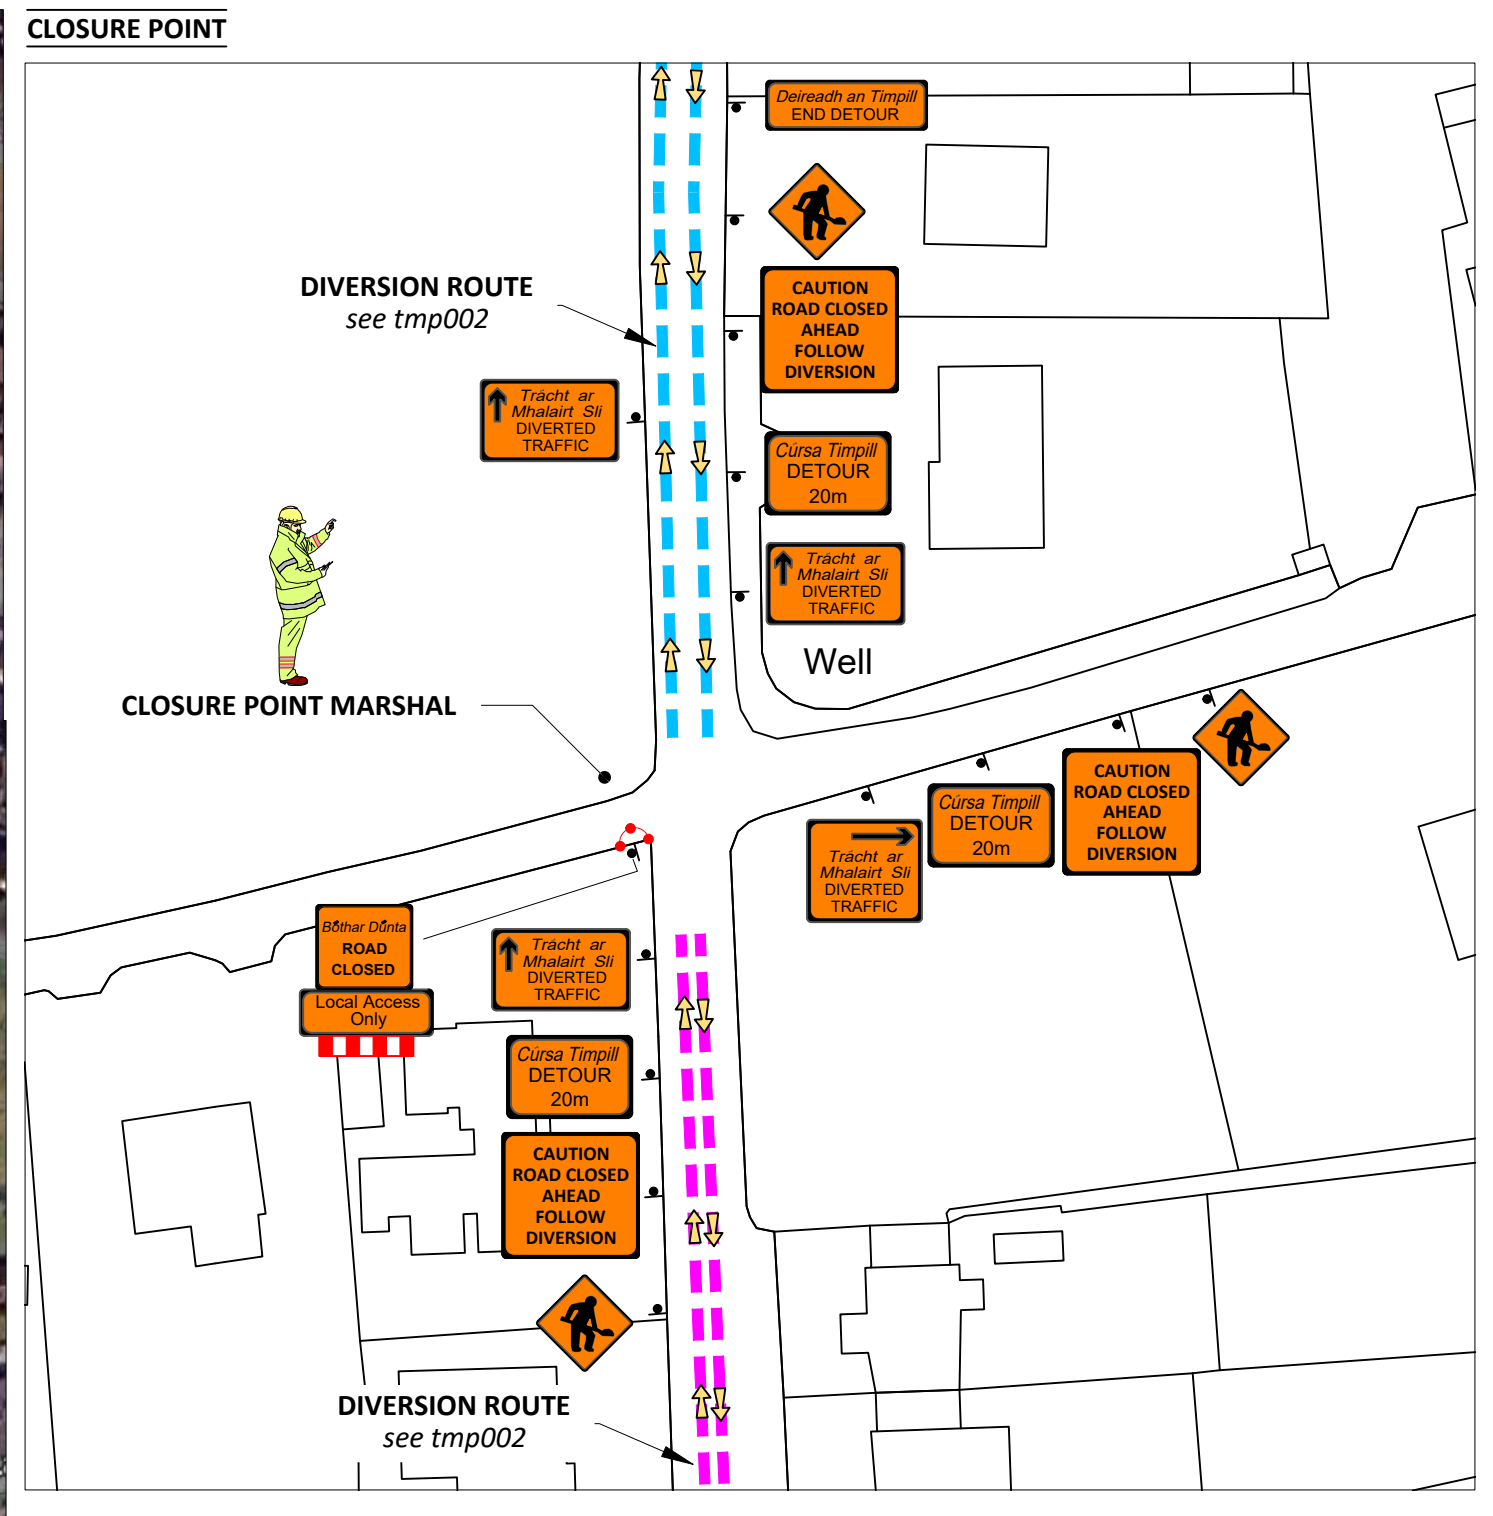 CLOSURE POINT
Deireadh an Timpill
END DETOUR
DIVERSION ROUTE
see tmp002
CAUTION
ROAD CLOSED
AHEAD
FOLLOW
DIVERSION
Trácht ar
Mhalairt Sli
DIVERTED
TRAFFIC
Cúrsa Timpill
DETOUR
20m
Trácht ar
Mhalairt Sli
DIVERTED
TRAFFIC
Well
CLOSURE POINT MARSHAL
CAUTION
ROAD CLOSED
AHEAD
FOLLOW
DIVERSION
Cúrsa Timpill
DETOUR
20m
Trácht ar
Mhalairt Sli
DIVERTED
TRAFFIC
Bóthar Dúnta
ROAD
CLOSED
Local Access
Only
Trácht ar
Mhalairt Sli
DIVERTED
TRAFFIC
Cúrsa Timpill
DETOUR
20m
CAUTION
ROAD CLOSED
AHEAD
FOLLOW
DIVERSION
DIVERSION ROUTE
see tmp002